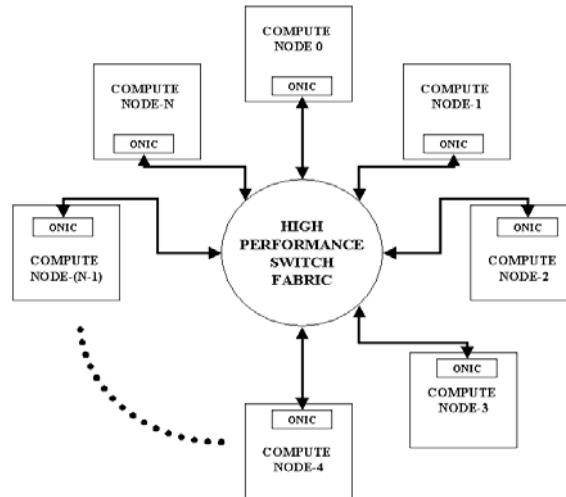 COMPUTE
NODE 0
ONIC
COMPUTE
NODE-N
ONIC
COMPUTE
NODE-1
ONIC
ONIC
COMPUTE
NODE-(N-1)
HIGH
PERFORMANCE
SWITCH
FABRIC
ONIC
COMPUTE
NODE-2
ONIC
COMPUTE
NODE-3
ONIC
COMPUTE
NODE-4